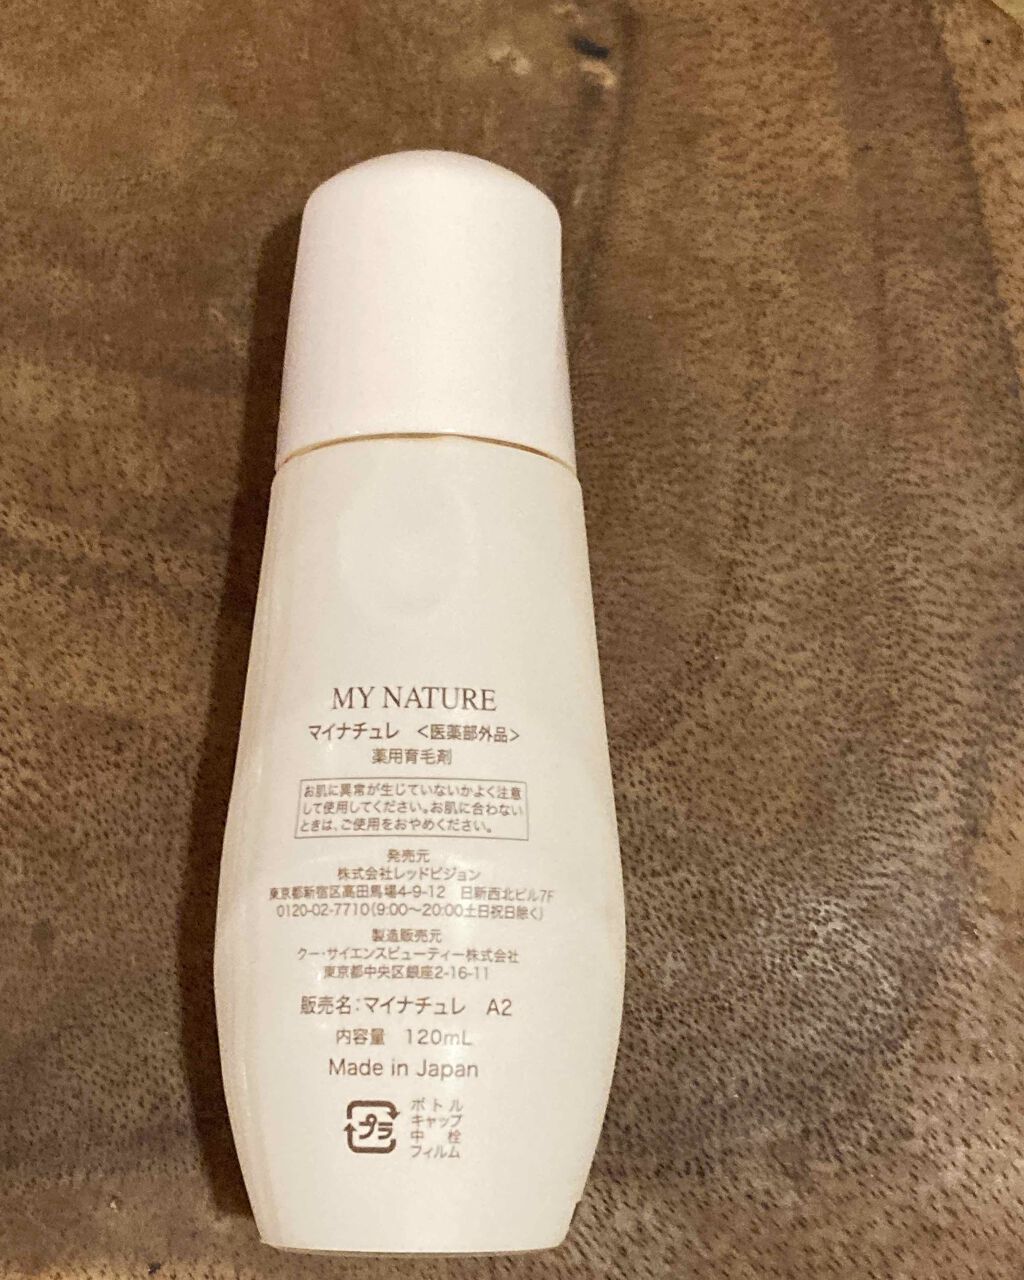 MY NATURE
マイナチュレ <医薬部外品>
薬用育毛剤
お肌に異常が生じていないかよく注意
して使用してください。お肌に合わない
ときは、ご使用をおやめください。
発売元
株式会社レッドビジョン
東京都新宿区高田馬場4-9-12 日新西北ビル7F
0120-02-7710(9:00〜20:00土日祝日除く)
製造販売元
クー・サイエンスビューティー株式会社
東京都中央区銀座2-16-11
販売名:マイナチュレ A2
内容量 120mL
Made in Japan
プラ
ボトル
キャップ
中栓
フィルム